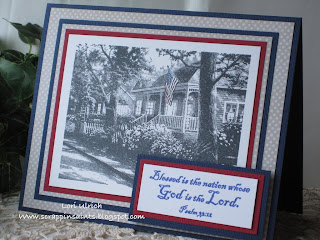 Blessed is the nation whose
God is the Lord.
Psalm 33:12
Lori Ulrich
www.scrappinsaints.blogspot.com